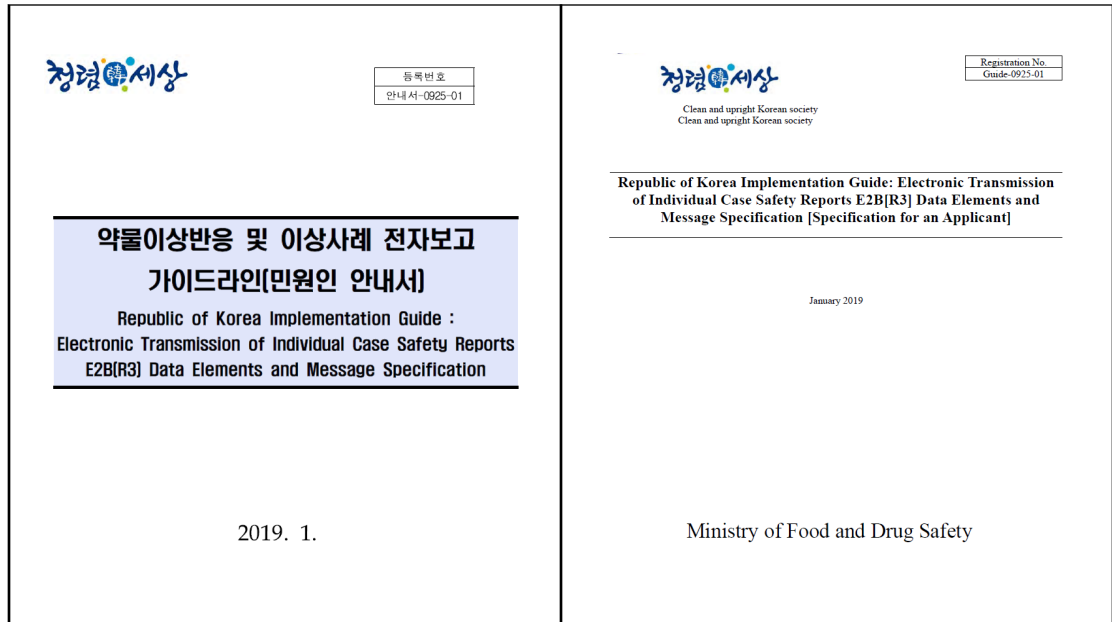 청렴韓세상
등록번호
안내서-0925-01
약물이상반응 및 이상사례 전자보고
가이드라인(민원인 안내서)
Republic of Korea Implementation Guide :
Electronic Transmission of Individual Case Safety Reports
E2B(R3) Data Elements and Message Specification
2019. 1.
청렴韓세상
Clean and upright Korean society
Clean and upright Korean society
Registration No.
Guide-0925-01
Republic of Korea Implementation Guide: Electronic Transmission
of Individual Case Safety Reports E2B[R3] Data Elements and
Message Specification [Specification for an Applicant]
January 2019
Ministry of Food and Drug Safety